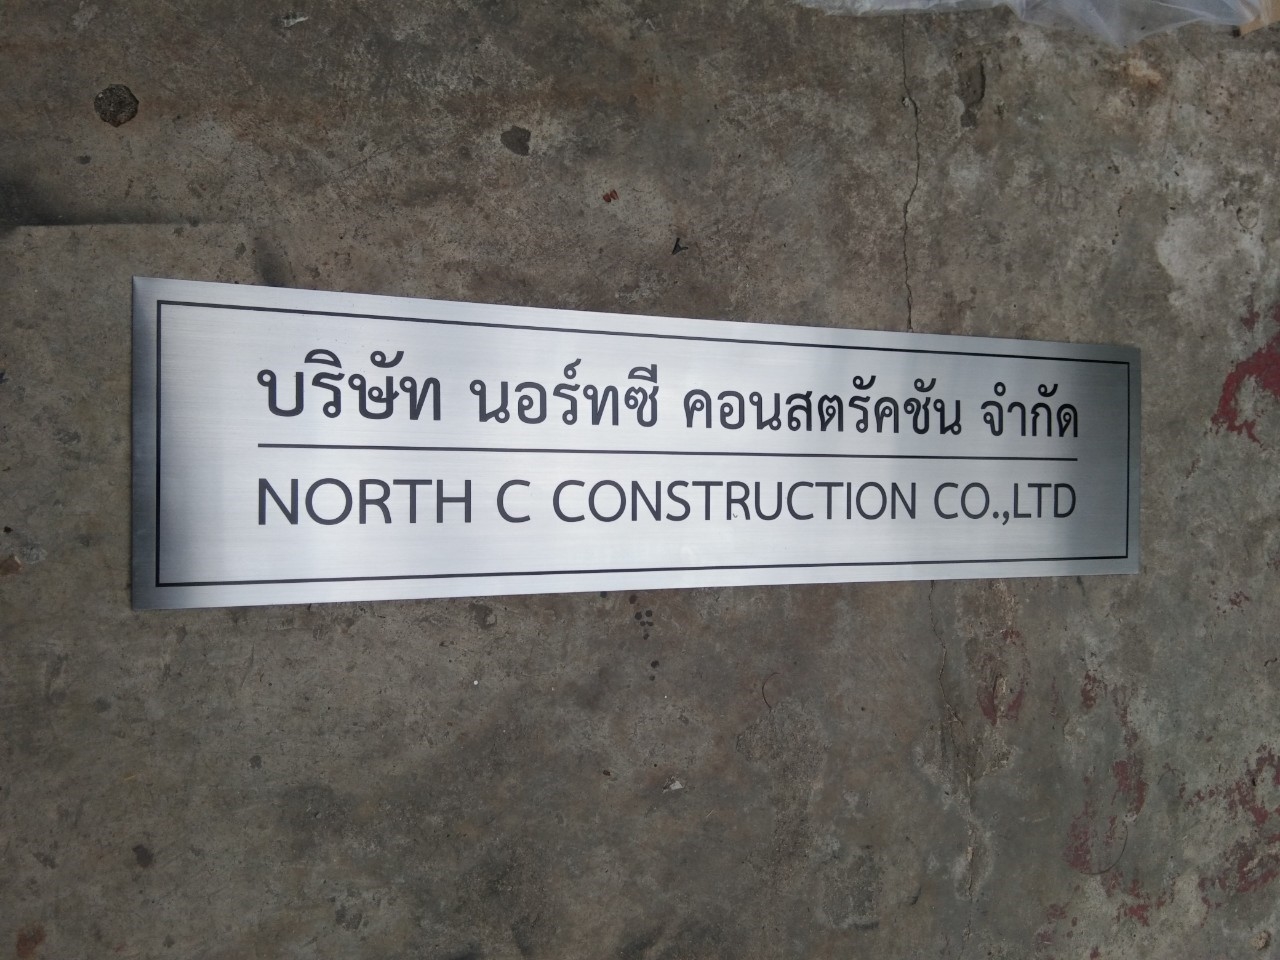 บริษัท นอร์ทซี คอนสตรัคชัน จำกัด
NORTH C CONSTRUCTION CO.,LTD